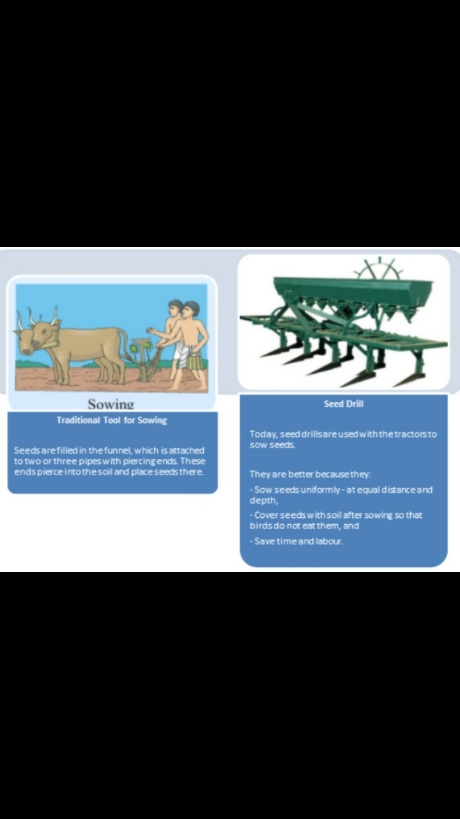 Sowing
Traditional Tool for Sowing
Seeds are filled in the funnel, which is attached
to two or three pipes with piercing ends. These
ends pierce into the soil and place seeds there.
Seed Drill
Today, seed drills are used with the tractors to
sow seeds.
They are better because they:
- Sow seeds uniformly - at equal distance and
depth,
- Cover seeds with soil after sowing so that
birds do not eat them, and
- Save time and labour.